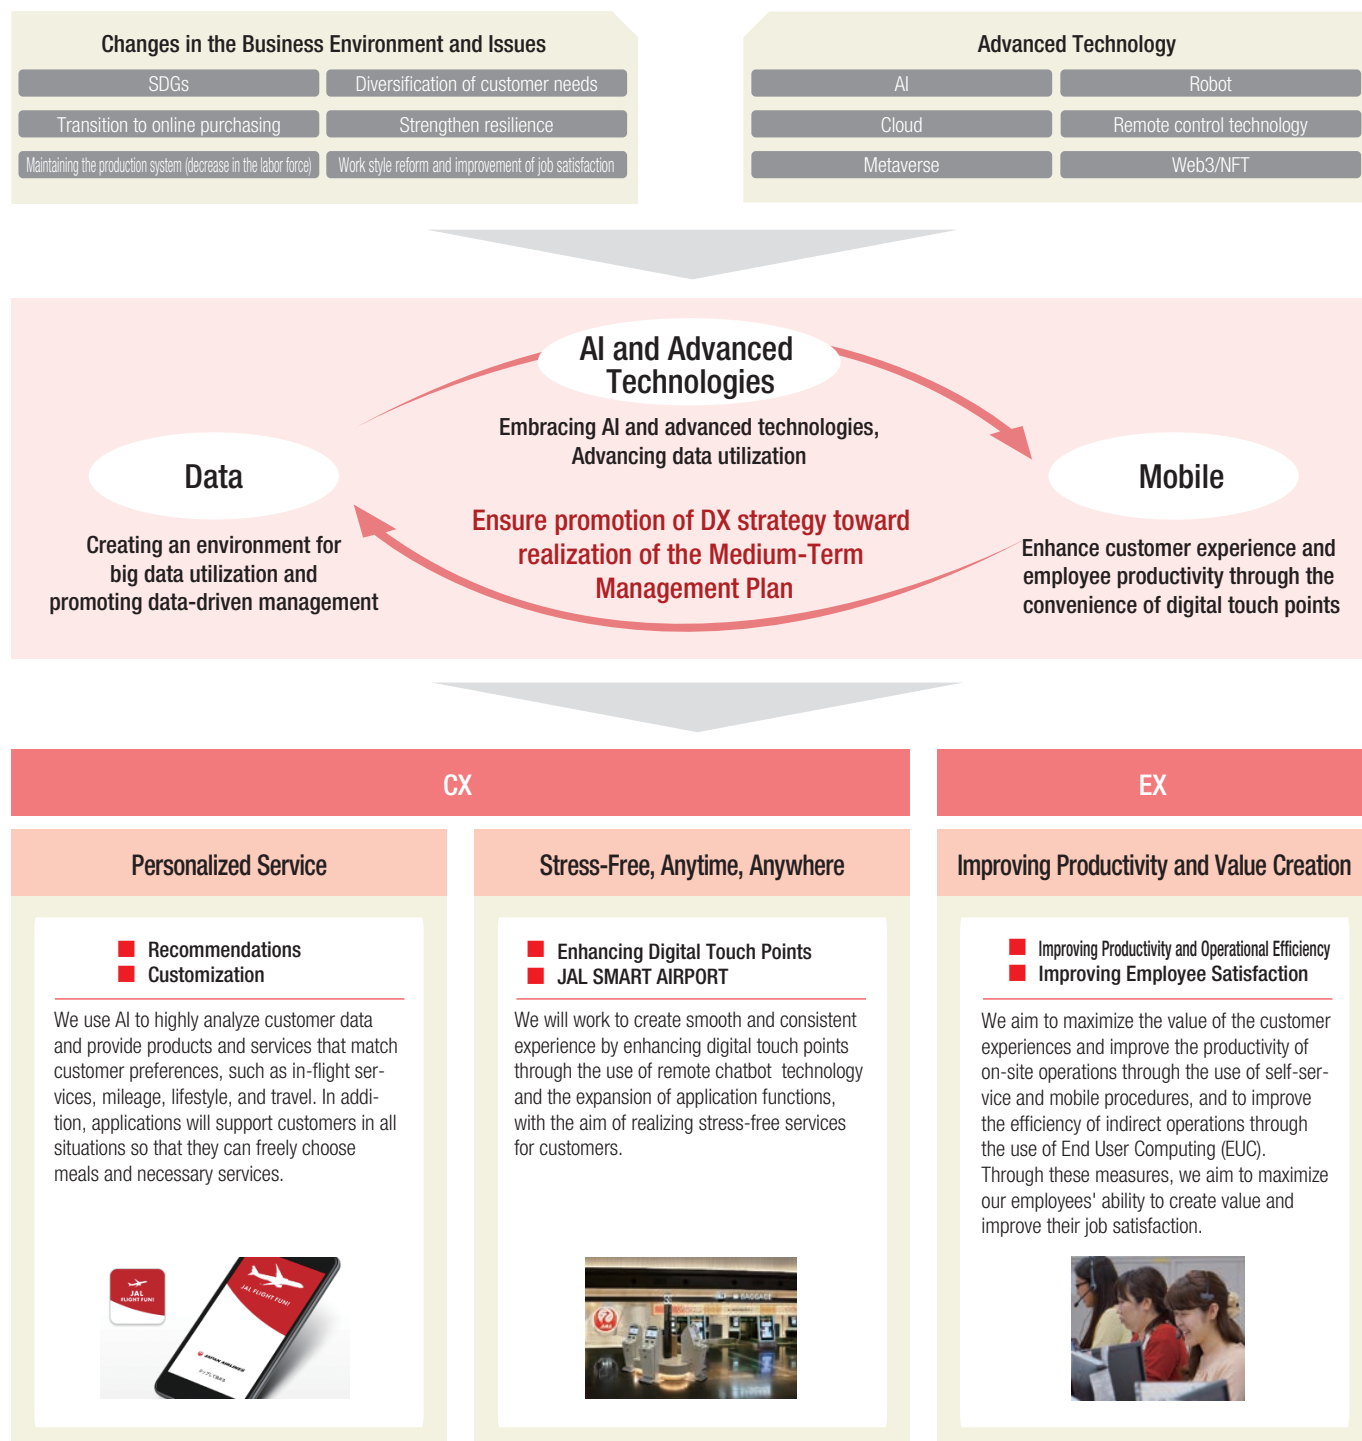 Changes in the Business Environment and Issues
SDGs
Diversification of customer needs
Transition to online purchasing
Strengthen resilience
Maintaining the production system (decrease in the labor force)
Work style reform and improvement of job satisfaction
Advanced Technology
AI
Robot
Cloud
Remote control technology
Metaverse
Web3/NFT
AI and Advanced
Technologies
Embracing AI and advanced technologies,
Advancing data utilization
Data
Creating an environment for
big data utilization and
promoting data-driven management
Ensure promotion of DX strategy toward
realization of the Medium-Term
Management Plan
Mobile
Enhance customer experience and
employee productivity through the
convenience of digital touch points
CX
EX
Personalized Service
Recommendations
Customization
We use AI to highly analyze customer data
and provide products and services that match
customer preferences, such as in-flight ser-
vices, mileage, lifestyle, and travel. In addi-
tion, applications will support customers in all
situations so that they can freely choose
meals and necessary services.
JAL
FLIGHT FUN!
JAL FLIGHT FUN!
JAPAN AIRLINES
Stress-Free, Anytime, Anywhere
Enhancing Digital Touch Points
JAL SMART AIRPORT
We will work to create smooth and consistent
experience by enhancing digital touch points
through the use of remote chatbot technology
and the expansion of application functions,
with the aim of realizing stress-free services
for customers.
BAGGAGE
JAL
Improving Productivity and Value Creation
Improving Productivity and Operational Efficiency
Improving Employee Satisfaction
We aim to maximize the value of the customer
experiences and improve the productivity of
on-site operations through the use of self-ser-
vice and mobile procedures, and to improve
the efficiency of indirect operations through
the use of End User Computing (EUC).
Through these measures, we aim to maximize
our employees' ability to create value and
improve their job satisfaction.